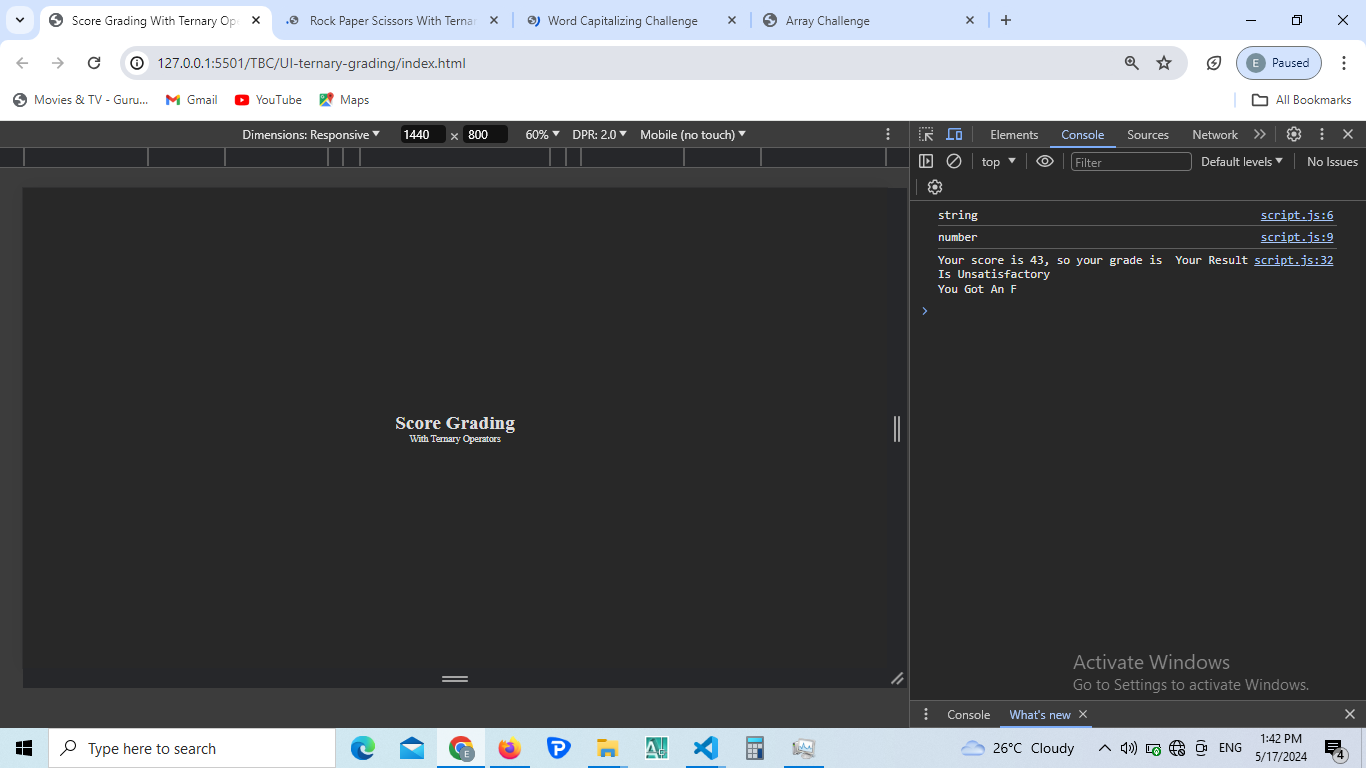 Score Grading With Ternary Ope
Rock Paper Scissors With Terna
Word Capitalizing Challenge
Array Challenge
127.0.0.1:5501/TBC/UI-ternary-grading/index.html
E
Paused
Movies & TV - Guru...
Gmail
YouTube
Maps
All Bookmarks
Dimensions: Responsive
1440 × 800
60%
DPR: 2.0
Mobile (no touch)
Elements
Console
Sources
Network
top
Filter
Default levels
No Issues
string script.js:6
number script.js:9
Your score is 43, so your grade is  Your Result script.js:32
Is Unsatisfactory
You Got An F
Score Grading
With Ternary Operators
Activate Windows
Go to Settings to activate Windows.
Console
What's new
Type here to search
26°C Cloudy
ENG
1:42 PM
5/17/2024
4